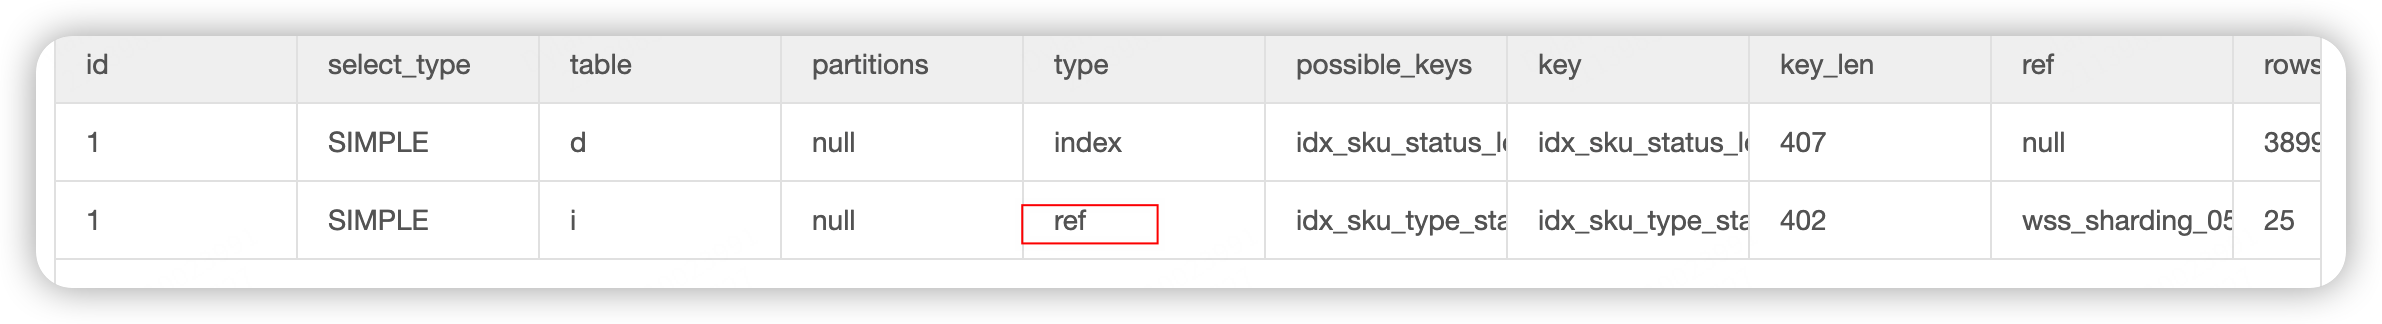 id select_type table partitions type possible_keys key key_len ref rows
1 SIMPLE d null index idx_sku_status_l idx_sku_status_l 407 null 3899
1 SIMPLE i null ref idx_sku_type_sta idx_sku_type_sta 402 wss_sharding_05 25